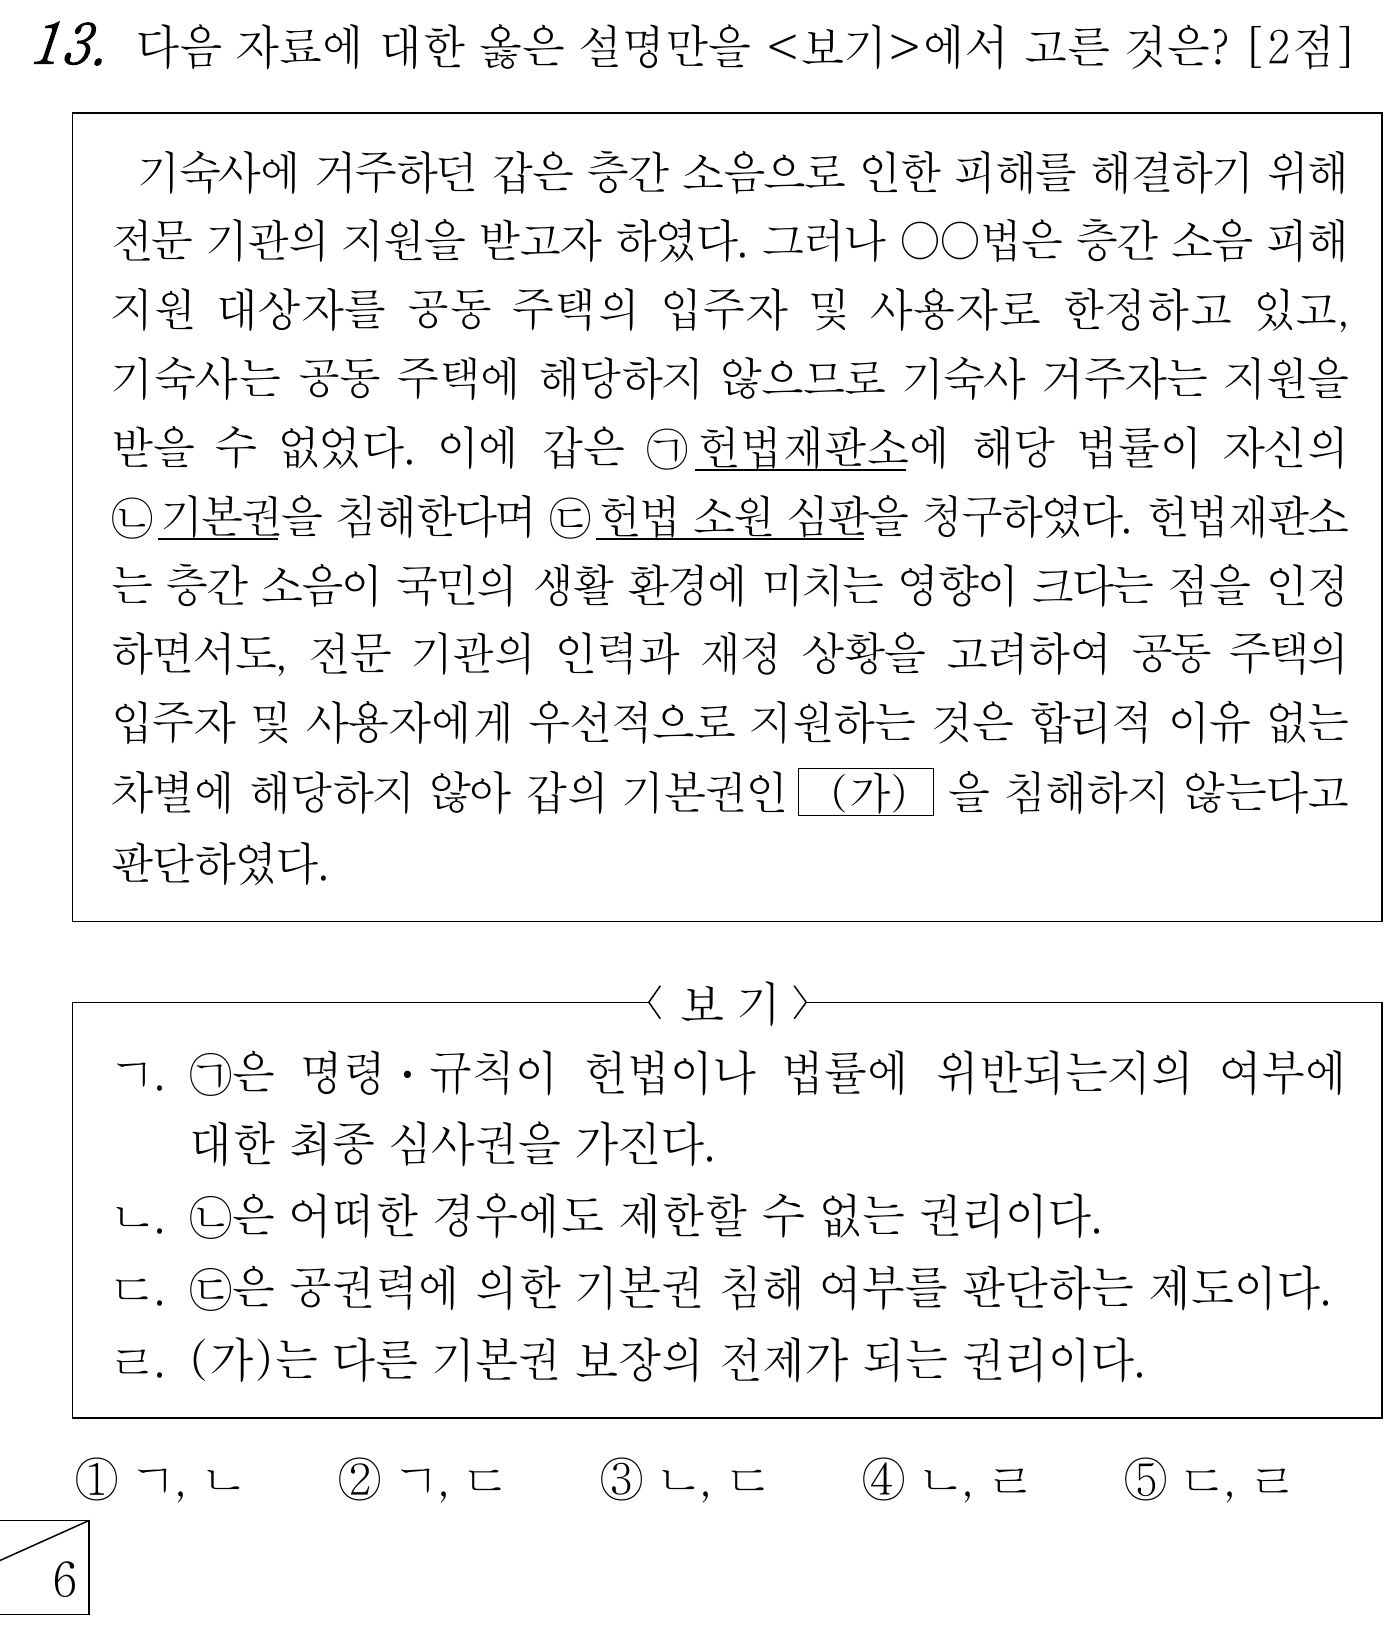 13. 다음 자료에 대한 옳은 설명만을 <보기>에서 고른 것은? [2점]
기숙사에 거주하던 갑은 층간 소음으로 인한 피해를 해결하기 위해
전문 기관의 지원을 받고자 하였다. 그러나 ○○법은 층간 소음 피해
지원 대상자를 공동 주택의 입주자 및 사용자로 한정하고 있고,
기숙사는 공동 주택에 해당하지 않으므로 기숙사 거주자는 지원을
받을 수 없었다. 이에 갑은 ㉠헌법재판소에 해당 법률이 자신의
㉡기본권을 침해한다며 ㉢헌법 소원 심판을 청구하였다. 헌법재판소
는 층간 소음이 국민의 생활 환경에 미치는 영향이 크다는 점을 인정
하면서도, 전문 기관의 인력과 재정 상황을 고려하여 공동 주택의
입주자 및 사용자에게 우선적으로 지원하는 것은 합리적 이유 없는
차별에 해당하지 않아 갑의 기본권인 (가) 을 침해하지 않는다고
판단하였다.
〈보기〉
ㄱ. ㉠은 명령·규칙이 헌법이나 법률에 위반되는지의 여부에
대한 최종 심사권을 가진다.
ㄴ. ㉡은 어떠한 경우에도 제한할 수 없는 권리이다.
ㄷ. ㉢은 공권력에 의한 기본권 침해 여부를 판단하는 제도이다.
ㄹ. (가)는 다른 기본권 보장의 전제가 되는 권리이다.
① ㄱ, ㄴ ② ㄱ, ㄷ ③ ㄴ, ㄷ ④ ㄴ, ㄹ ⑤ ㄷ, ㄹ
6